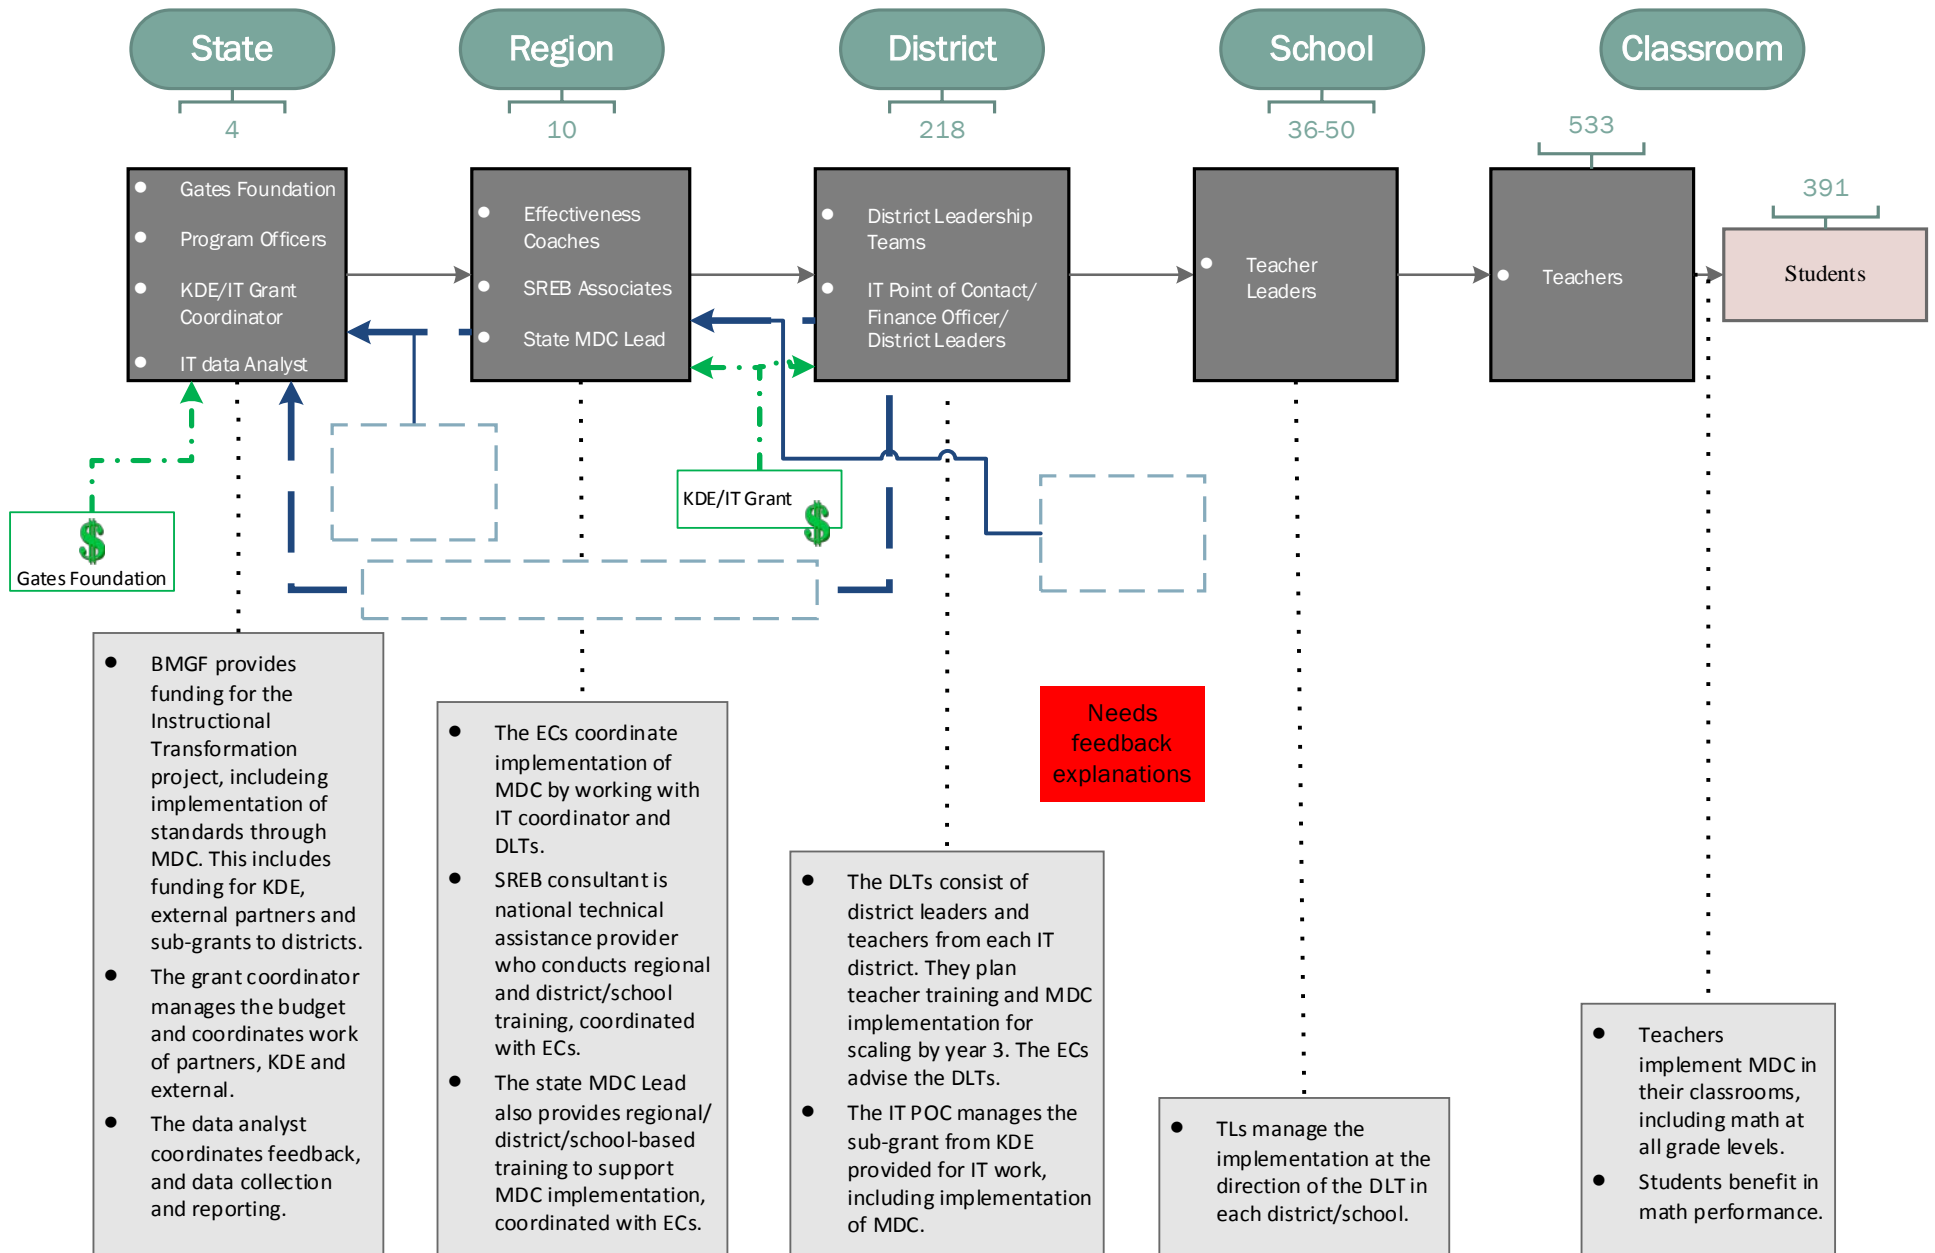 State
Region
District
School
Classroom
4
10
218
36-50
533
391
Gates Foundation
Program Officers
KDE/IT Grant
Coordinator
IT data Analyst
Effectiveness
Coaches
SREB Associates
State MDC Lead
District Leadership
Teams
IT Point of Contact/
Finance Officer/
District Leaders
Teacher
Leaders
Teachers
Students
$
Gates Foundation
KDE/IT Grant
$
BMGF provides
funding for the
Instructional
Transformation
project, includeing
implementation of
standards through
MDC. This includes
funding for KDE,
external partners and
sub-grants to districts.
The grant coordinator
manages the budget
and coordinates work
of partners, KDE and
external.
The data analyst
coordinates feedback,
and data collection
and reporting.
The ECs coordinate
implementation of
MDC by working with
IT coordinator and
DLTs.
SREB consultant is
national technical
assistance provider
who conducts regional
and district/school
training, coordinated
with ECs.
The state MDC Lead
also provides regional/
district/school-based
training to support
MDC implementation,
coordinated with ECs.
The DLTs consist of
district leaders and
teachers from each IT
district. They plan
teacher training and MDC
implementation for
scaling by year 3. The ECs
advise the DLTs.
The IT POC manages the
sub-grant from KDE
provided for IT work,
including implementation
of MDC.
Needs
feedback
explanations
TLs manage the
implementation at the
direction of the DLT in
each district/school.
Teachers
implement MDC in
their classrooms,
including math at
all grade levels.
Students benefit in
math performance.